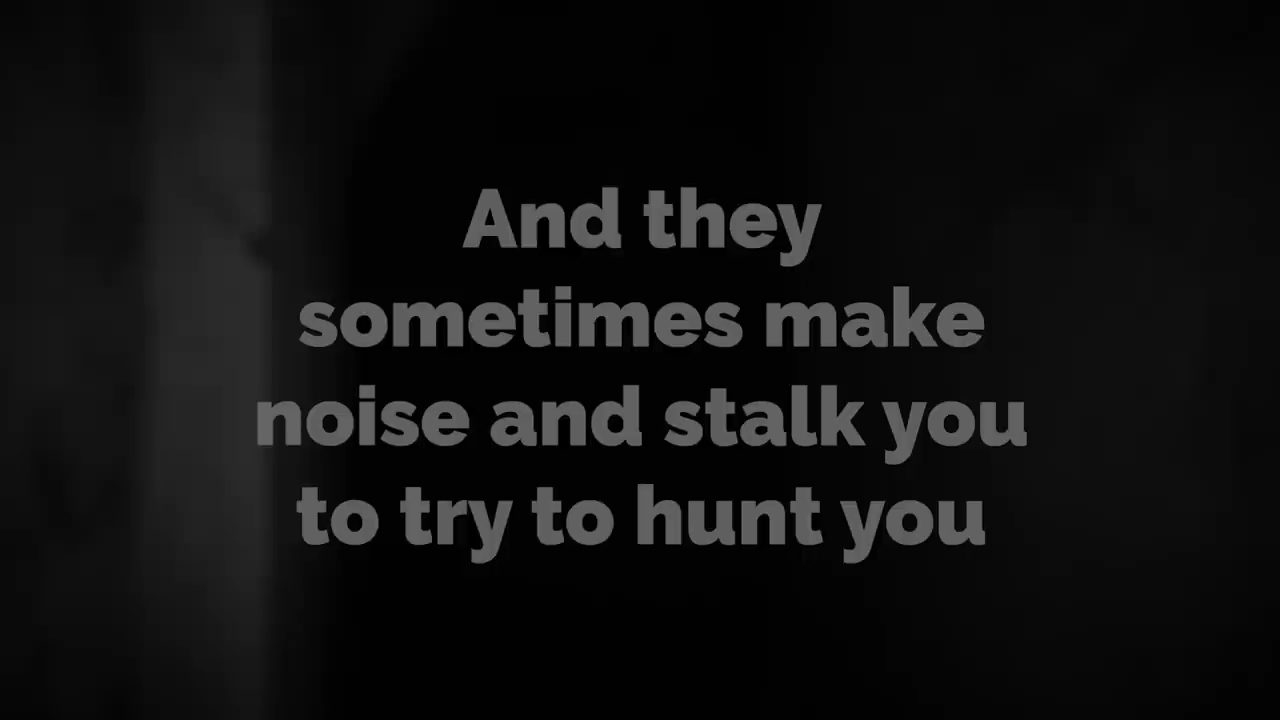 And they
sometimes make
noise and stalk you
to try to hunt you